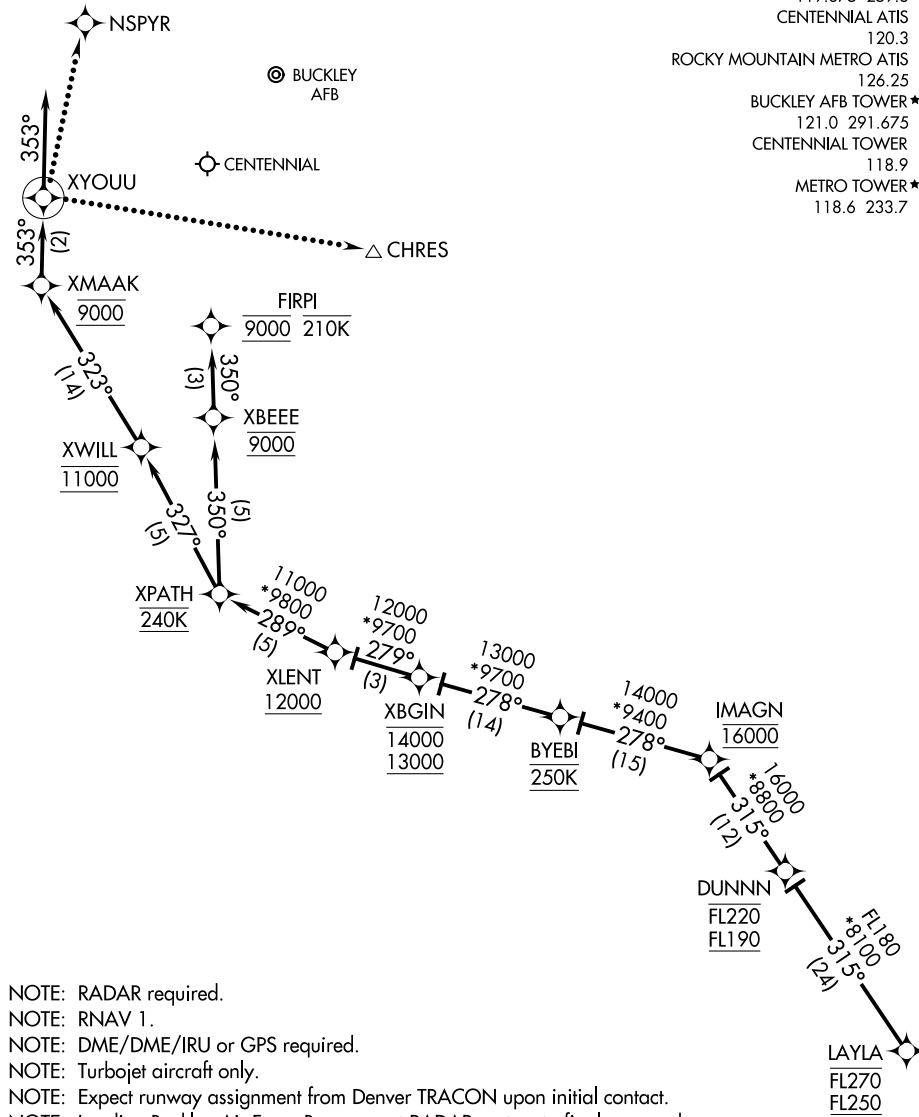 NSPYR
CENTENNIAL ATIS
120.3
ROCKY MOUNTAIN METRO ATIS
126.25
BUCKLEY AFB TOWER★
121.0 291.675
CENTENNIAL TOWER
118.9
METRO TOWER★
118.6 233.7
BUCKLEY
AFB
CENTENNIAL
353°
XYOUU
353°
(2)
CHRES
XMAAK
9000
FIRPI
9000 210K
323°
(14)
350°
(3)
XBEEE
9000
XWILL
11000
327°
(5)
350°
(5)
XPATH
240K
11000
*9800
289°
(5)
XLENT
12000
12000
*9700
279°
(3)
XBGIN
14000
13000
13000
*9700
278°
(14)
BYEBI
250K
14000
*9400
278°
(15)
IMAGN
16000
16000
*8800
315°
(12)
DUNNN
FL220
FL190
FL180
*8100
315°
(24)
LAYLA
FL270
FL250
NOTE: RADAR required.
NOTE: RNAV 1.
NOTE: DME/DME/IRU or GPS required.
NOTE: Turbojet aircraft only.
NOTE: Expect runway assignment from Denver TRACON upon initial contact.